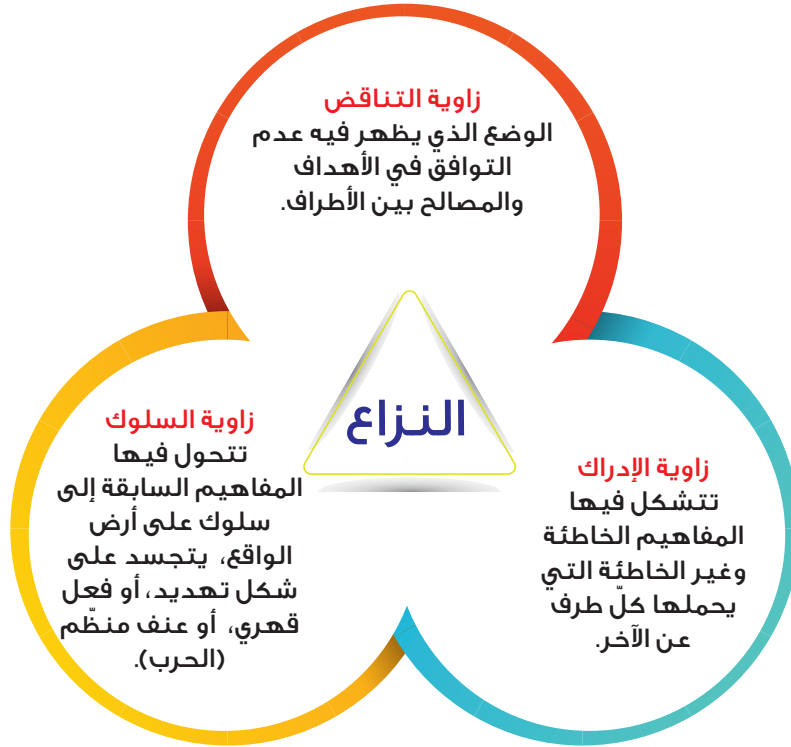 زاوية التناقض
الوضع الذي يظهر فيه عدم
التوافق في الأهداف
والمصالح بين الأطراف.
النزاع
زاوية الإدراك
تتشكل فيها
المفاهيم الخاطئة
وغير الخاطئة التي
يحملها كلّ طرف
عن الآخر.
زاوية السلوك
تتحول فيها
المفاهيم السابقة إلى
سلوك على أرض
الواقع، يتجسد على
شكل تهديد، أو فعل
قهري، أو عنف منظّم
(الحرب).